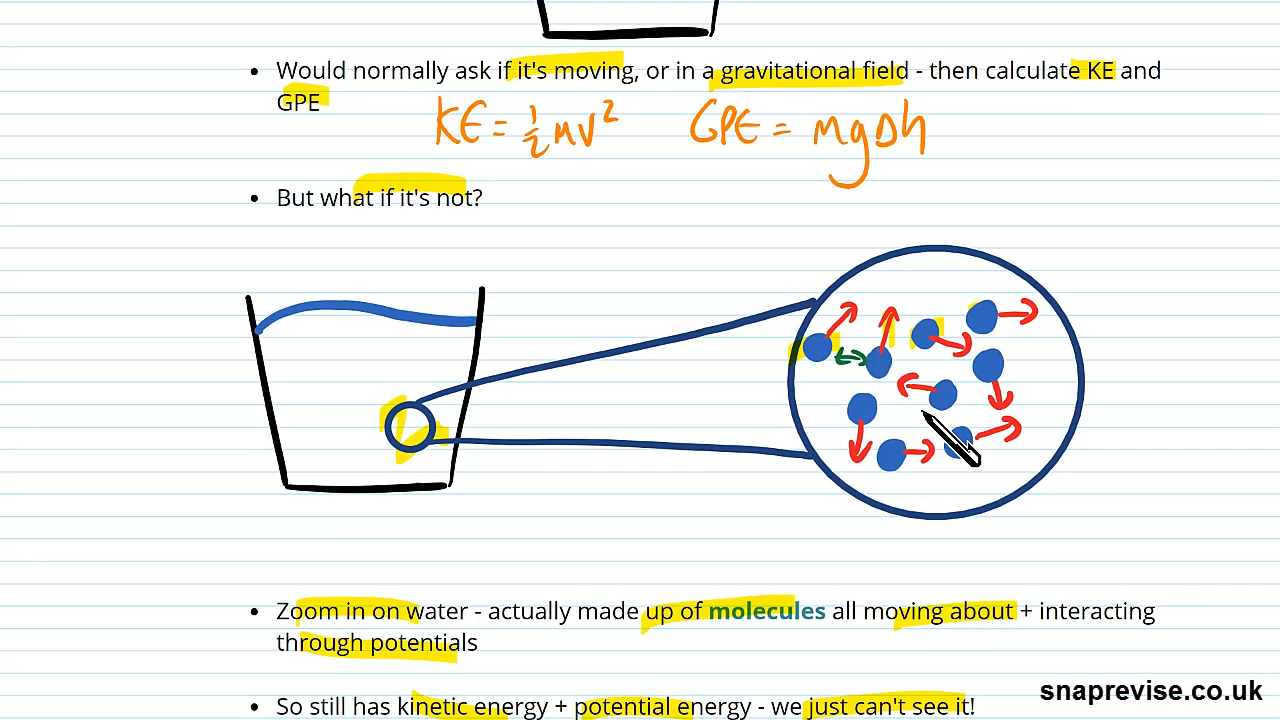 • Would normally ask if it's moving, or in a gravitational field - then calculate KE and
GPE
KE = ½mv² GPE = mgΔh
• But what if it's not?
• Zoom in on water - actually made up of molecules all moving about + interacting
through potentials
• So still has kinetic energy + potential energy - we just can't see it!
snaprevise.co.uk